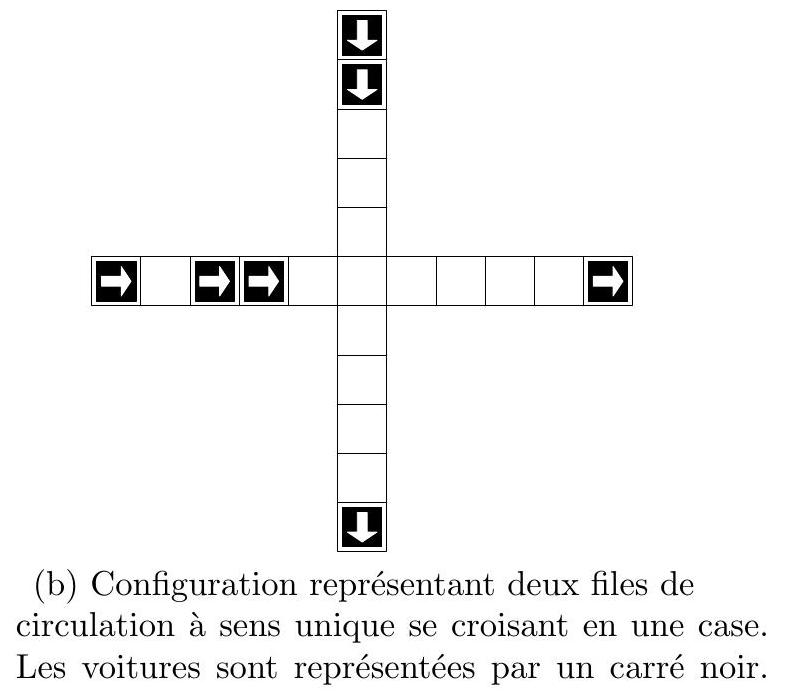 (b) Configuration représentant deux files de
circulation à sens unique se croisant en une case.
Les voitures sont représentées par un carré noir.